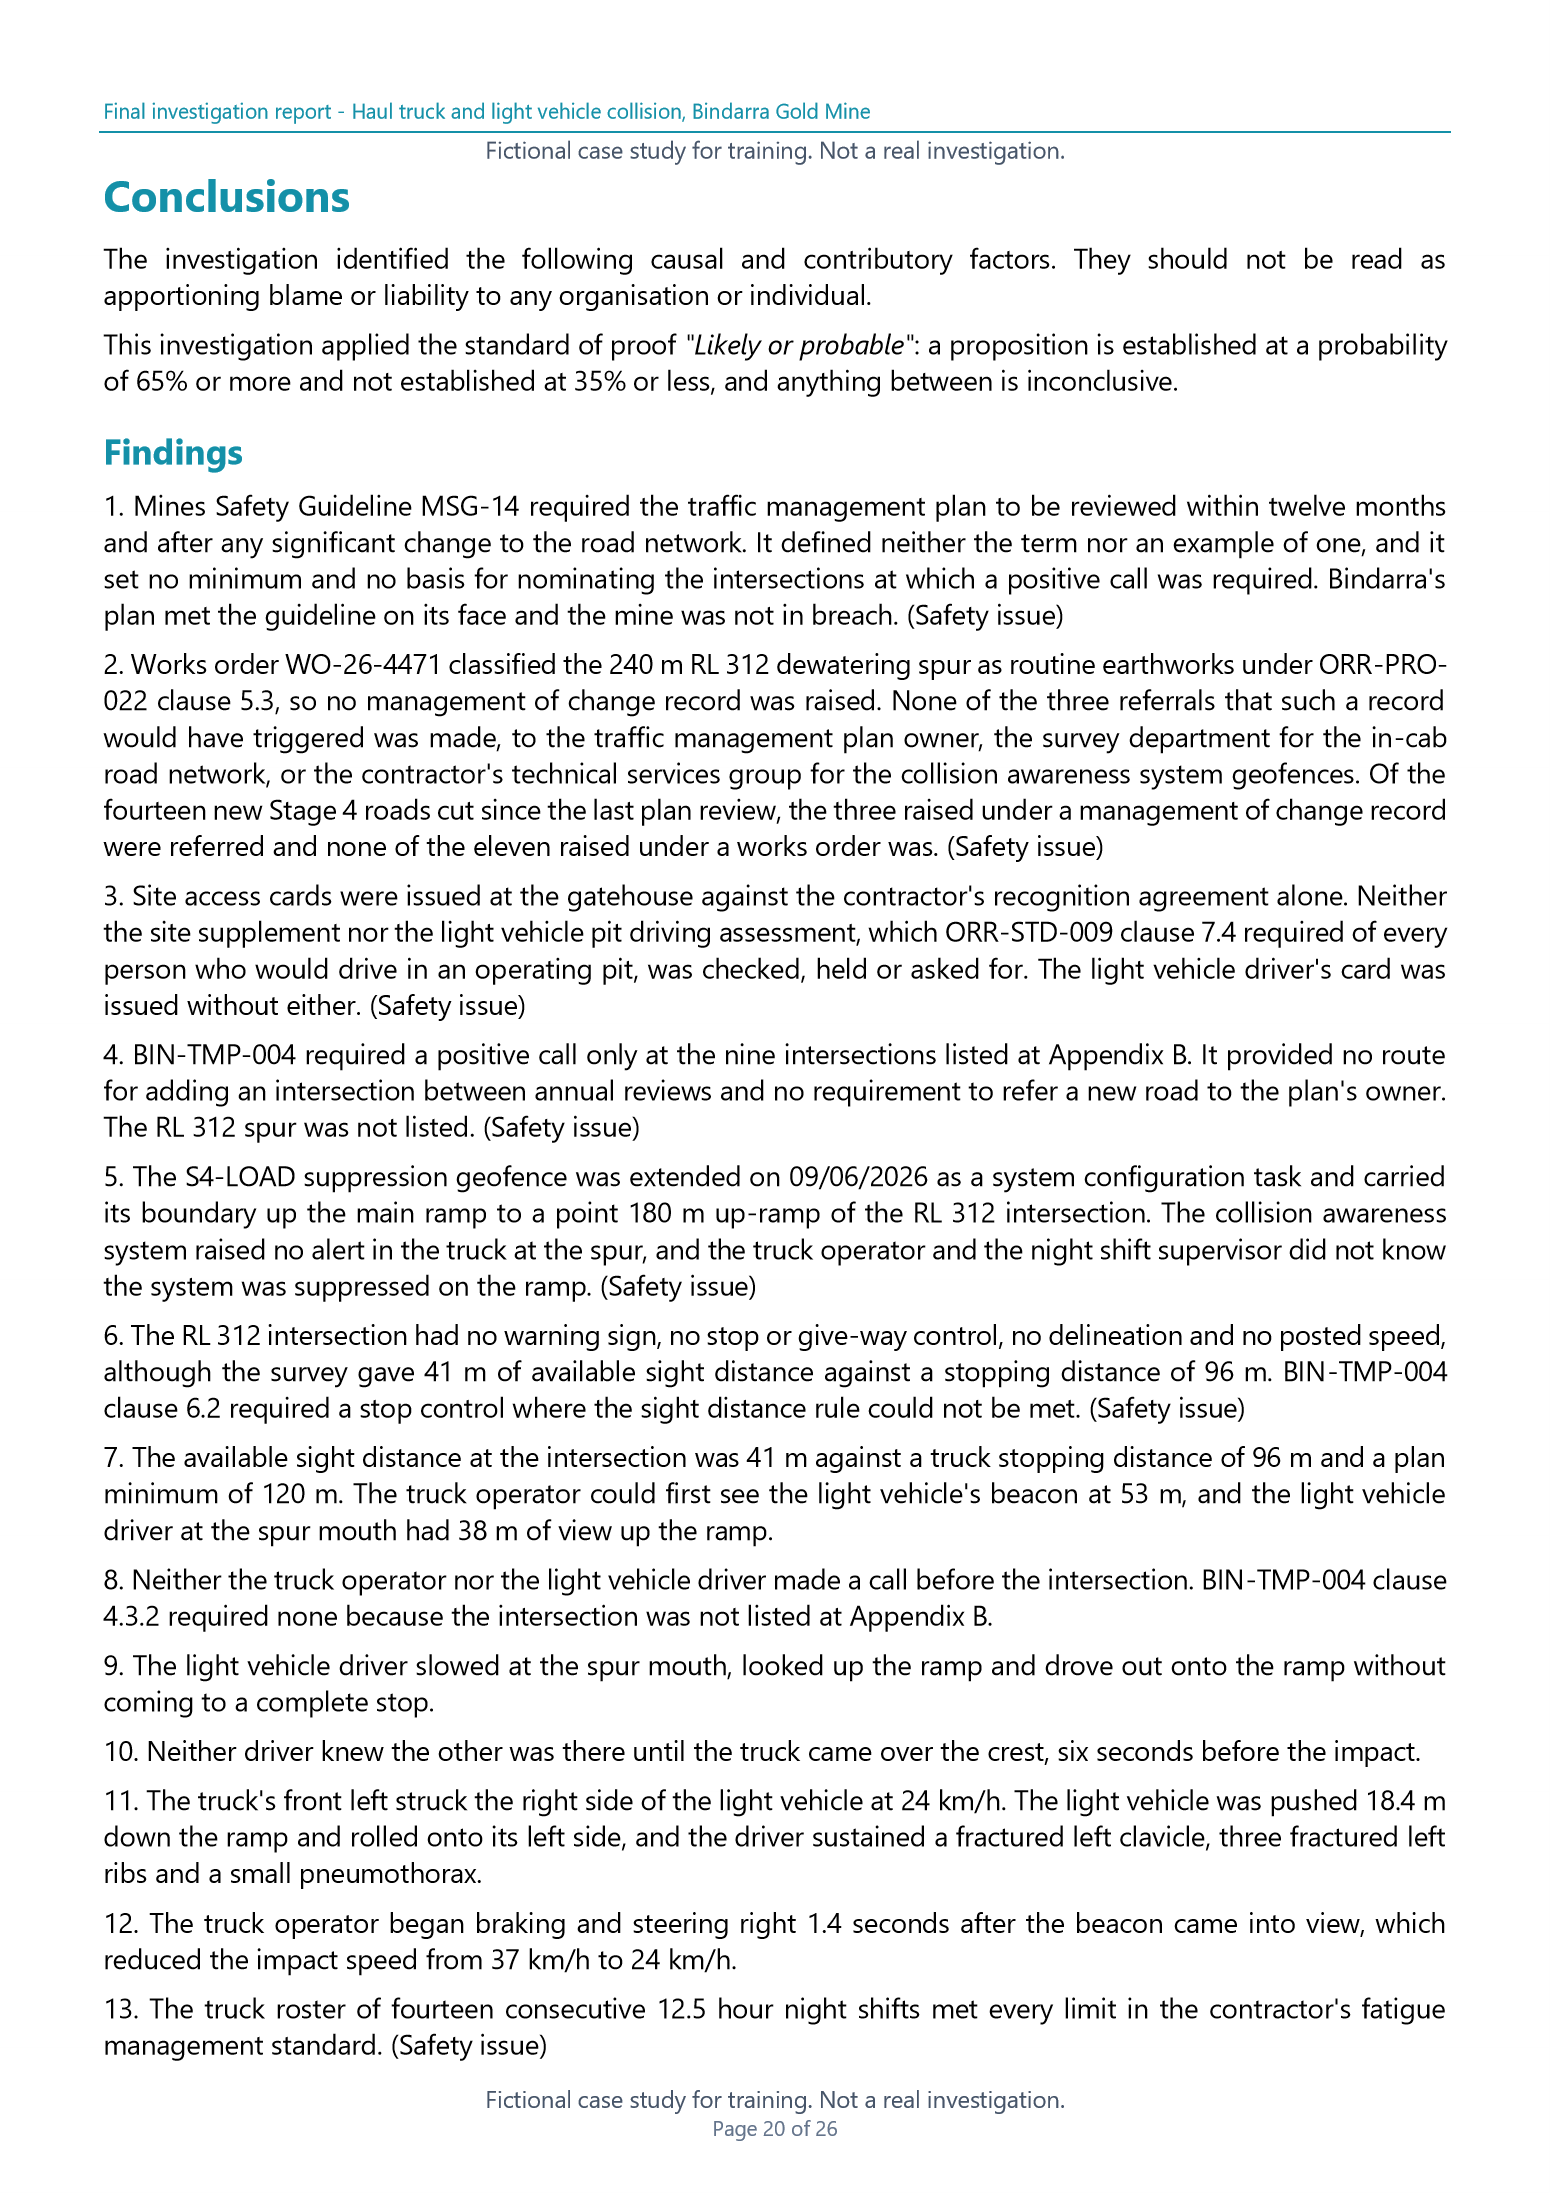 Final investigation report - Haul truck and light vehicle collision, Bindarra Gold Mine
Fictional case study for training. Not a real investigation.
Conclusions
The investigation identified the following causal and contributory factors. They should not be read as
apportioning blame or liability to any organisation or individual.
This investigation applied the standard of proof "Likely or probable": a proposition is established at a probability
of 65% or more and not established at 35% or less, and anything between is inconclusive.
Findings
1. Mines Safety Guideline MSG-14 required the traffic management plan to be reviewed within twelve months
and after any significant change to the road network. It defined neither the term nor an example of one, and it
set no minimum and no basis for nominating the intersections at which a positive call was required. Bindarra's
plan met the guideline on its face and the mine was not in breach. (Safety issue)
2. Works order WO-26-4471 classified the 240 m RL 312 dewatering spur as routine earthworks under ORR-PRO-
022 clause 5.3, so no management of change record was raised. None of the three referrals that such a record
would have triggered was made, to the traffic management plan owner, the survey department for the in-cab
road network, or the contractor's technical services group for the collision awareness system geofences. Of the
fourteen new Stage 4 roads cut since the last plan review, the three raised under a management of change record
were referred and none of the eleven raised under a works order was. (Safety issue)
3. Site access cards were issued at the gatehouse against the contractor's recognition agreement alone. Neither
the site supplement nor the light vehicle pit driving assessment, which ORR-STD-009 clause 7.4 required of every
person who would drive in an operating pit, was checked, held or asked for. The light vehicle driver's card was
issued without either. (Safety issue)
4. BIN-TMP-004 required a positive call only at the nine intersections listed at Appendix B. It provided no route
for adding an intersection between annual reviews and no requirement to refer a new road to the plan's owner.
The RL 312 spur was not listed. (Safety issue)
5. The S4-LOAD suppression geofence was extended on 09/06/2026 as a system configuration task and carried
its boundary up the main ramp to a point 180 m up-ramp of the RL 312 intersection. The collision awareness
system raised no alert in the truck at the spur, and the truck operator and the night shift supervisor did not know
the system was suppressed on the ramp. (Safety issue)
6. The RL 312 intersection had no warning sign, no stop or give-way control, no delineation and no posted speed,
although the survey gave 41 m of available sight distance against a stopping distance of 96 m. BIN-TMP-004
clause 6.2 required a stop control where the sight distance rule could not be met. (Safety issue)
7. The available sight distance at the intersection was 41 m against a truck stopping distance of 96 m and a plan
minimum of 120 m. The truck operator could first see the light vehicle's beacon at 53 m, and the light vehicle
driver at the spur mouth had 38 m of view up the ramp.
8. Neither the truck operator nor the light vehicle driver made a call before the intersection. BIN-TMP-004 clause
4.3.2 required none because the intersection was not listed at Appendix B.
9. The light vehicle driver slowed at the spur mouth, looked up the ramp and drove out onto the ramp without
coming to a complete stop.
10. Neither driver knew the other was there until the truck came over the crest, six seconds before the impact.
11. The truck's front left struck the right side of the light vehicle at 24 km/h. The light vehicle was pushed 18.4 m
down the ramp and rolled onto its left side, and the driver sustained a fractured left clavicle, three fractured left
ribs and a small pneumothorax.
12. The truck operator began braking and steering right 1.4 seconds after the beacon came into view, which
reduced the impact speed from 37 km/h to 24 km/h.
13. The truck roster of fourteen consecutive 12.5 hour night shifts met every limit in the contractor's fatigue
management standard. (Safety issue)
Fictional case study for training. Not a real investigation.
Page 20 of 26